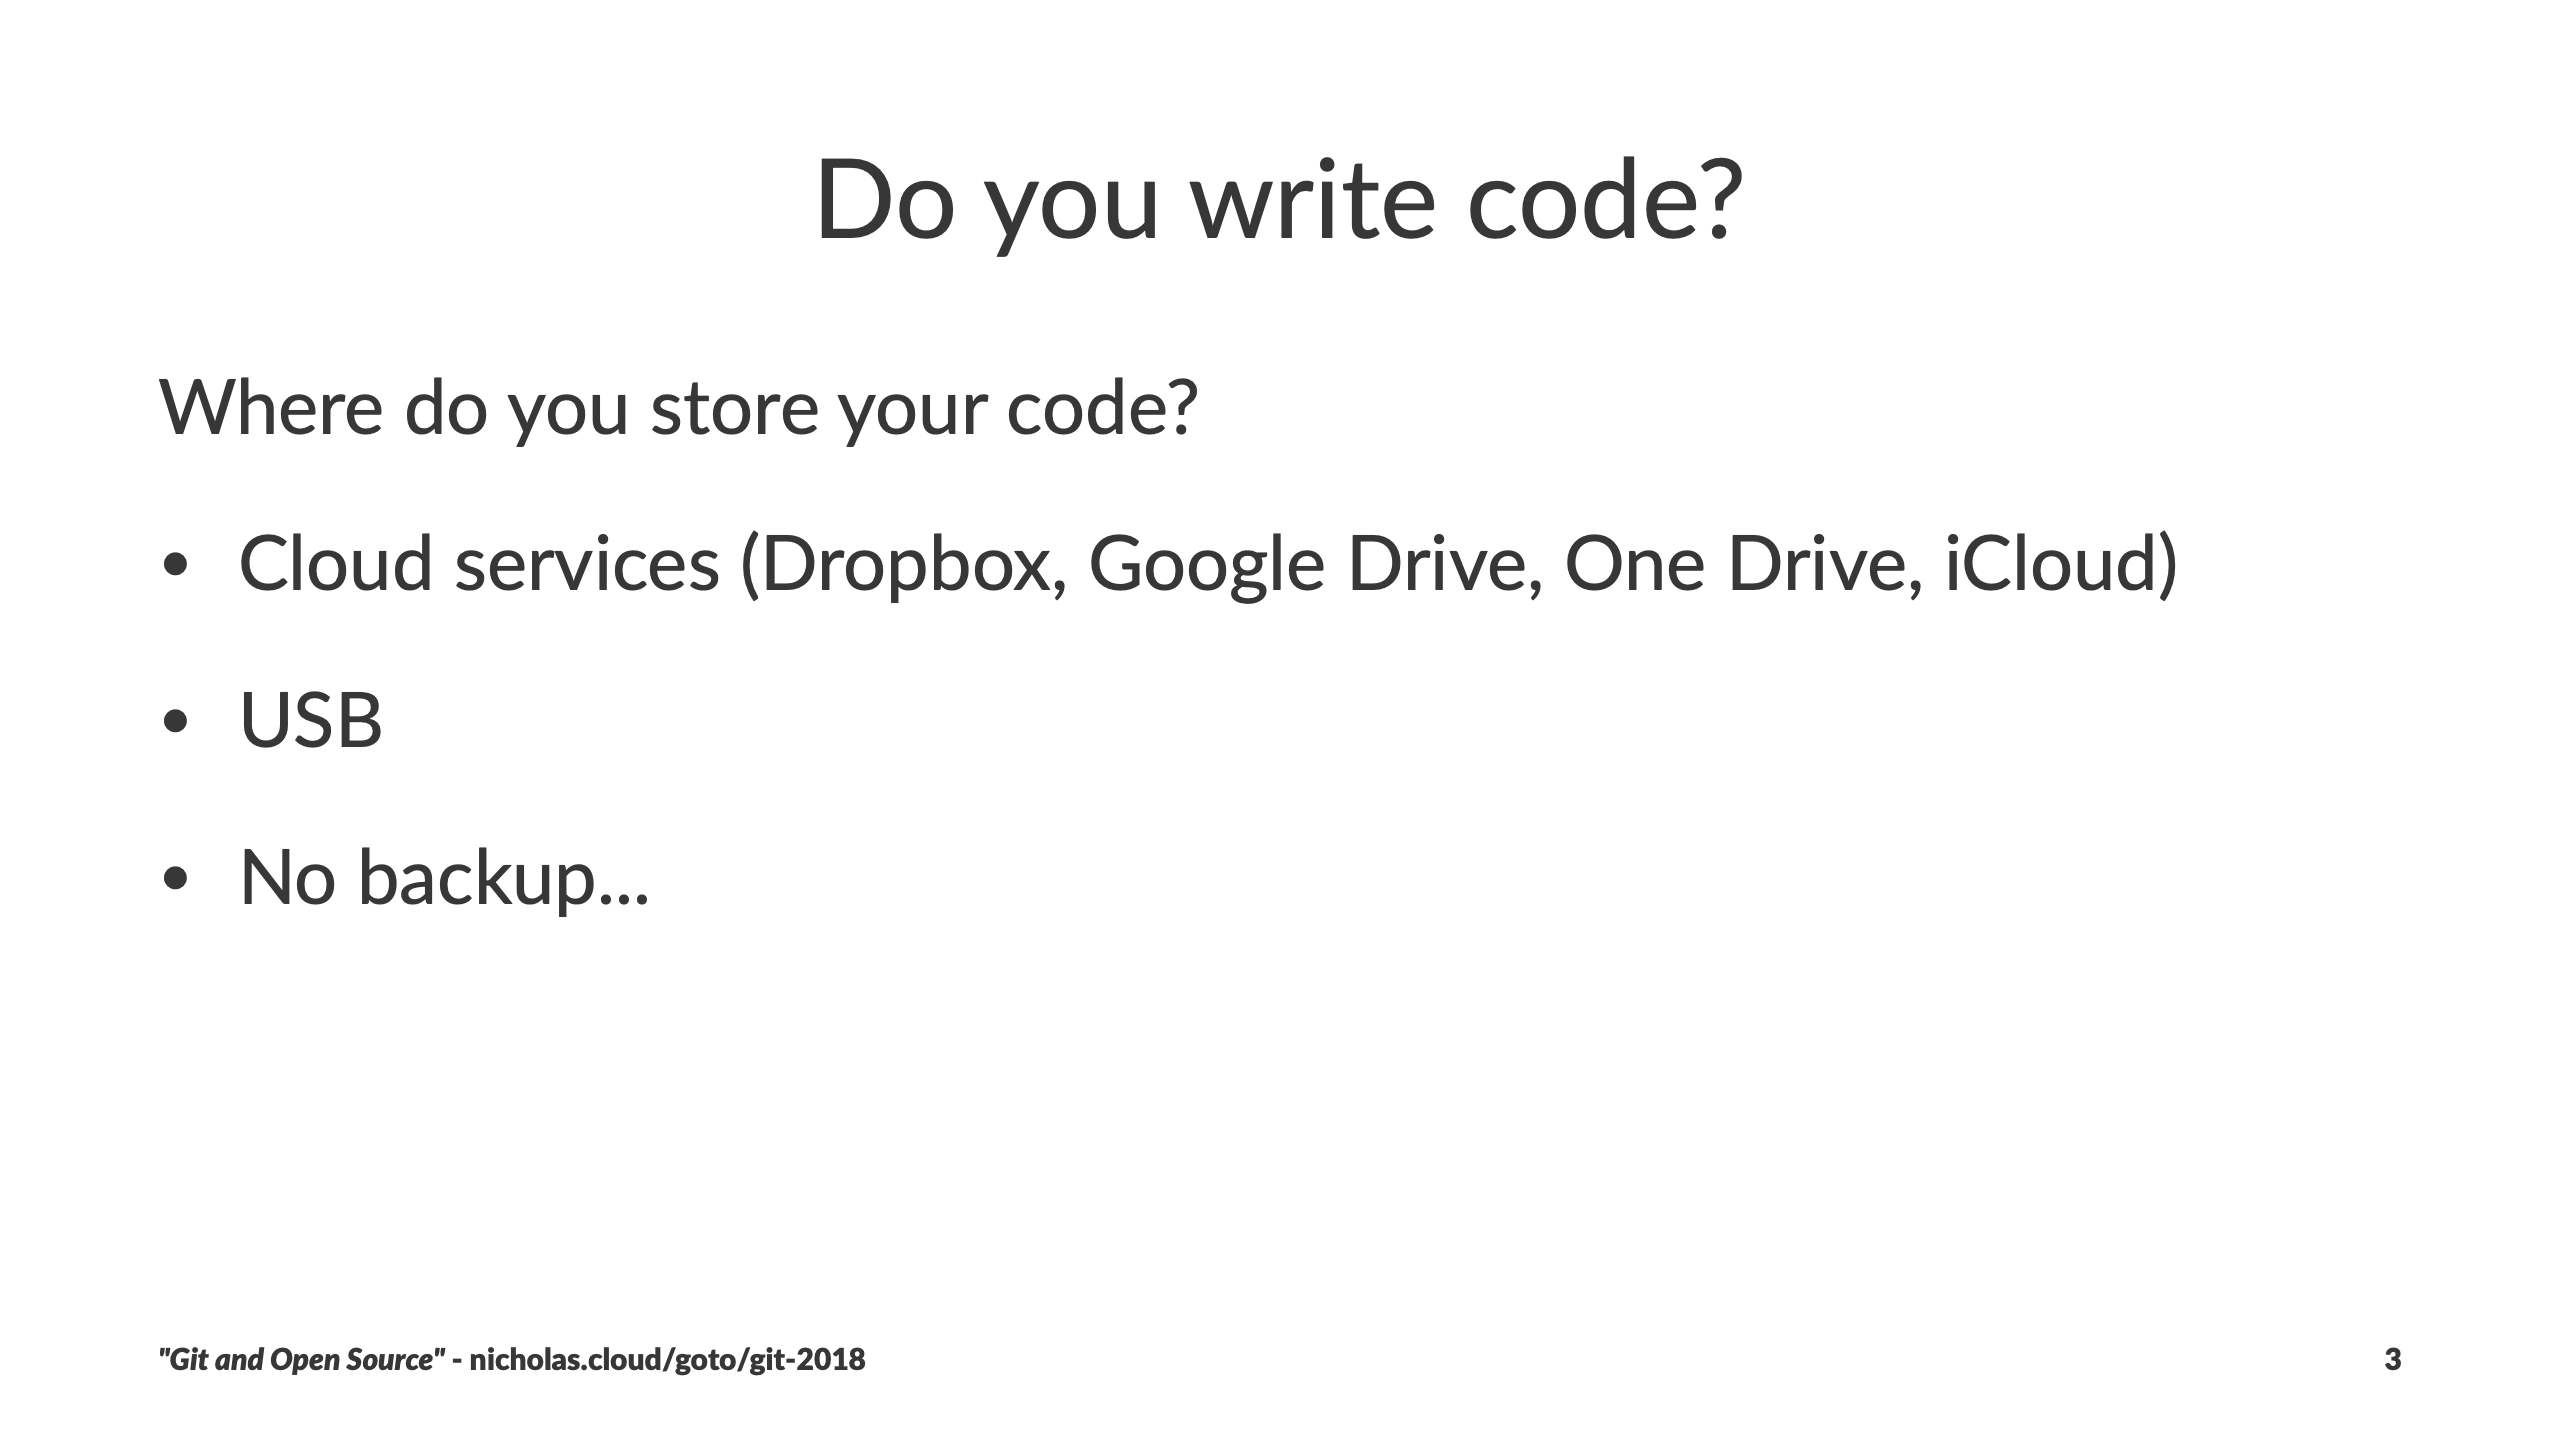 Do you write code?
Where do you store your code?
• Cloud services (Dropbox, Google Drive, One Drive, iCloud)
• USB
• No backup...
"Git and Open Source" - nicholas.cloud/goto/git-2018
3